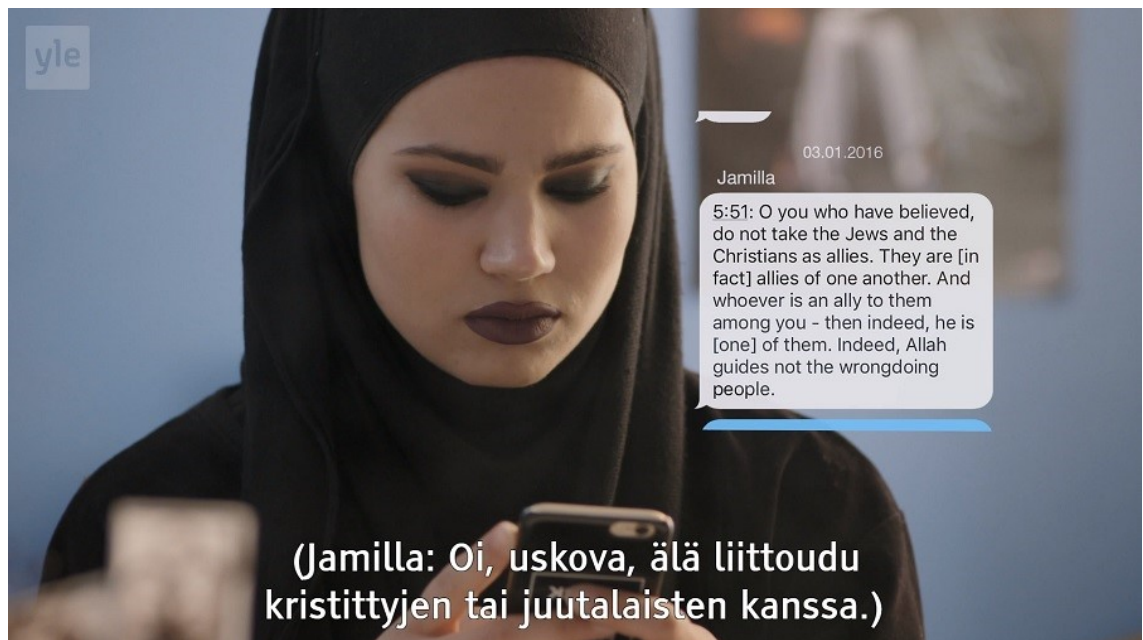 yle
03.01.2016
Jamilla
5:51: O you who have believed,
do not take the Jews and the
Christians as allies. They are [in
fact] allies of one another. And
whoever is an ally to them
among you - then indeed, he is
[one] of them. Indeed, Allah
guides not the wrongdoing
people.
(Jamilla: Oi, uskova, älä liittoudu
kristittyjen tai juutalaisten kanssa.)